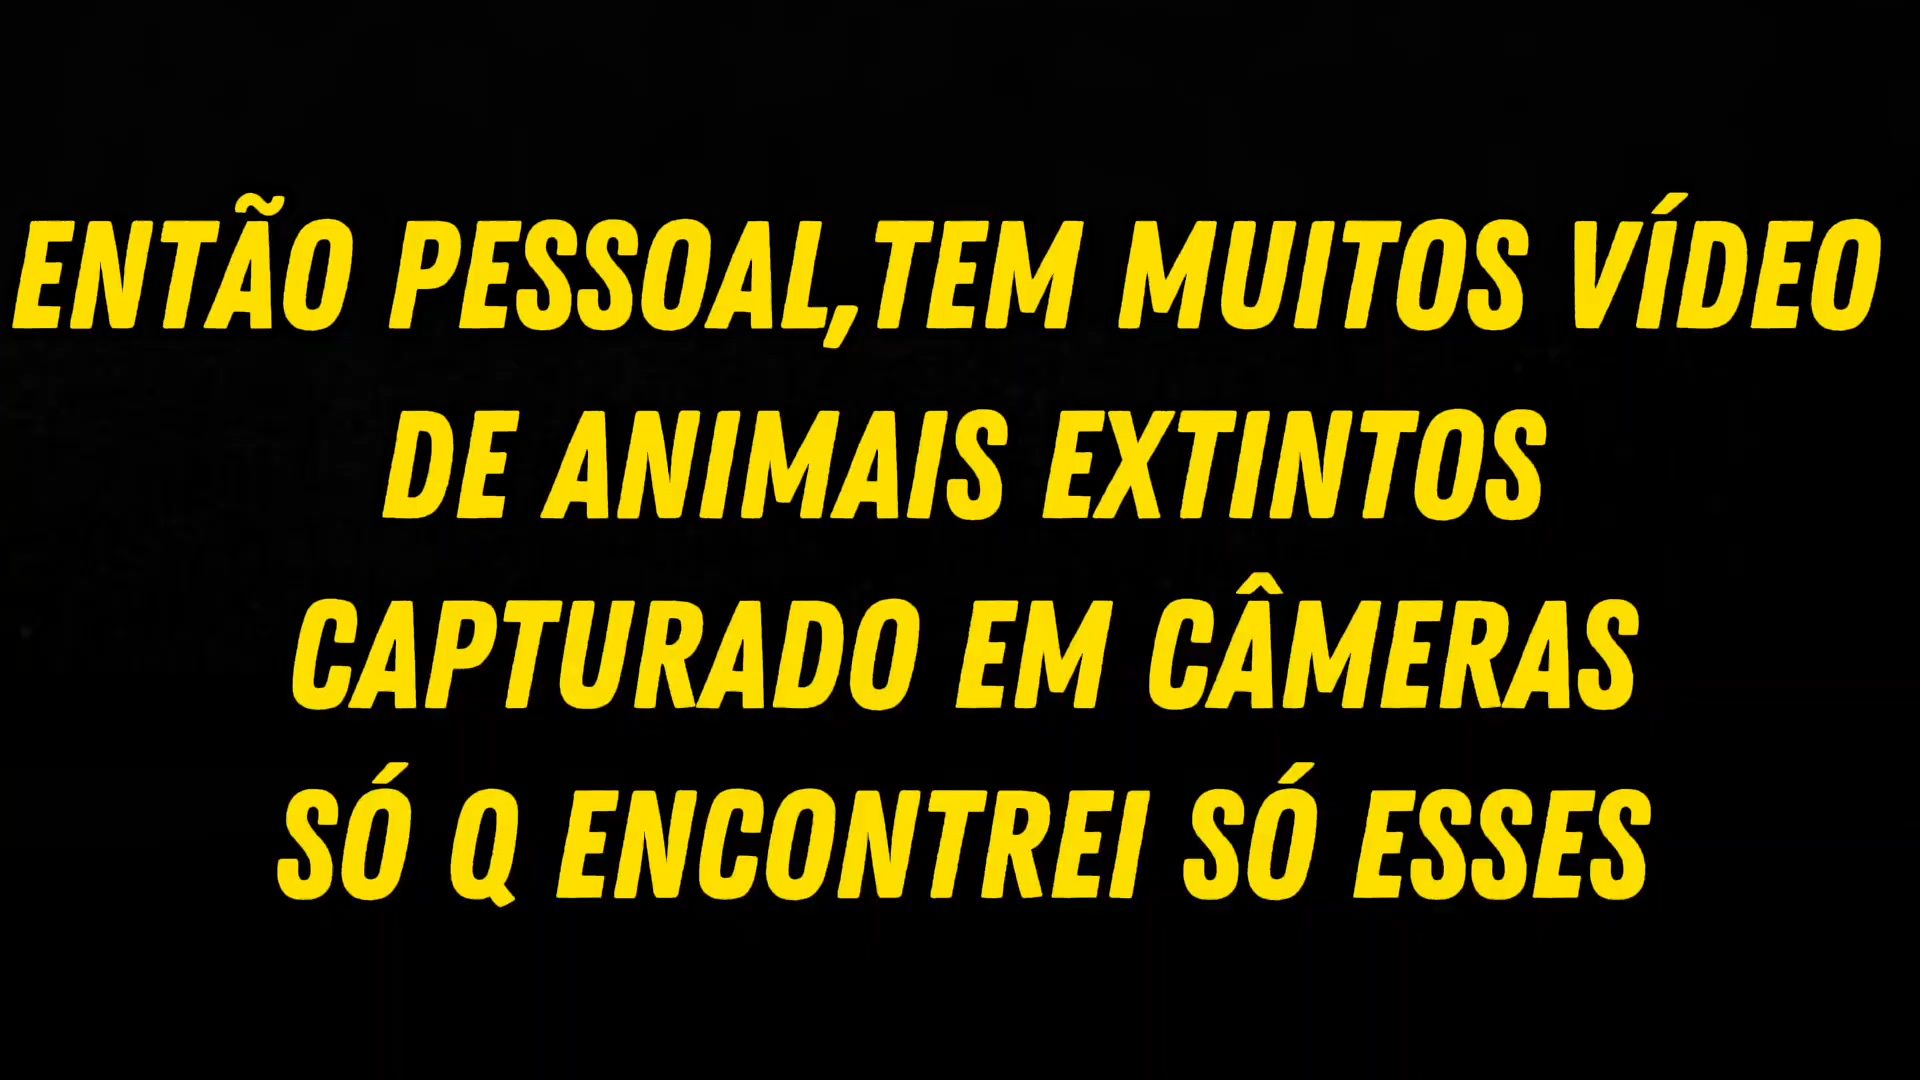 ENTÃO PESSOAL,TEM MUITOS VÍDEO
DE ANIMAIS EXTINTOS
CAPTURADO EM CÂMERAS
SÓ Q ENCONTREI SÓ ESSES